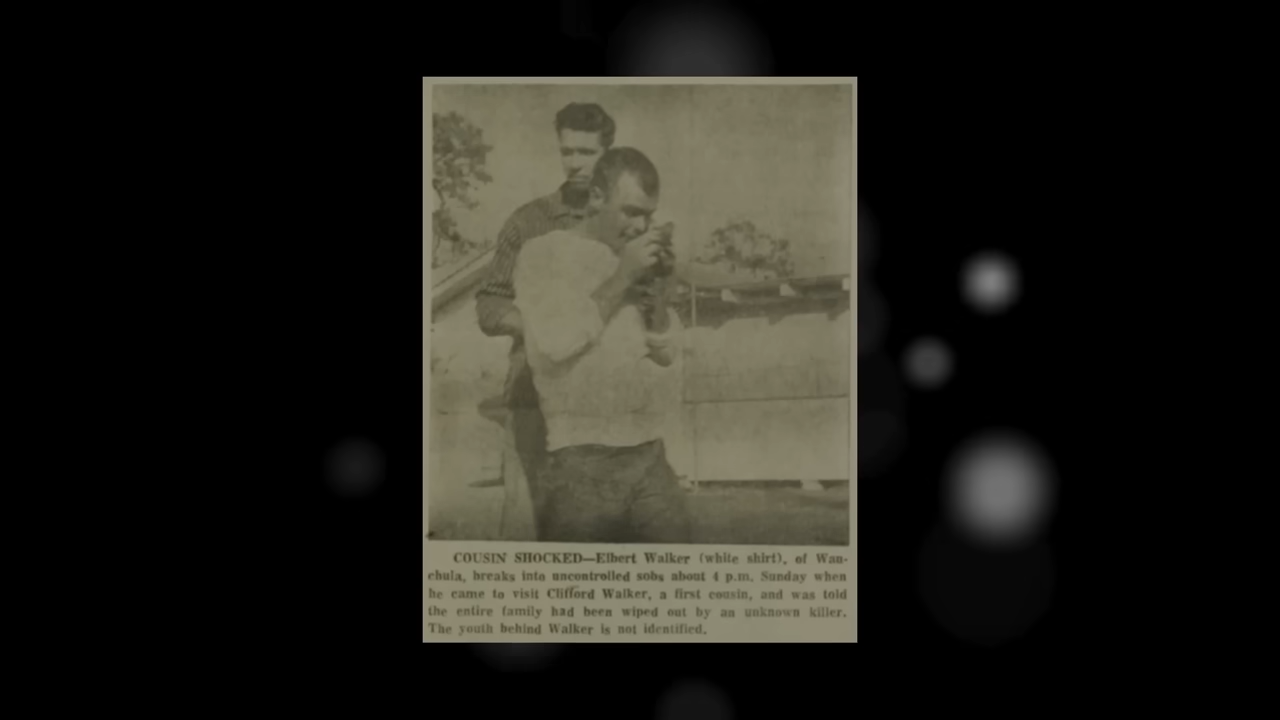 COUSIN SHOCKED—Elbert Walker (white shirt), of Wau-
chula, breaks into uncontrolled sobs about 4 p.m. Sunday when
he came to visit Clifford Walker, a first cousin, and was told
the entire family had been wiped out by an unknown killer.
The youth behind Walker is not identified.